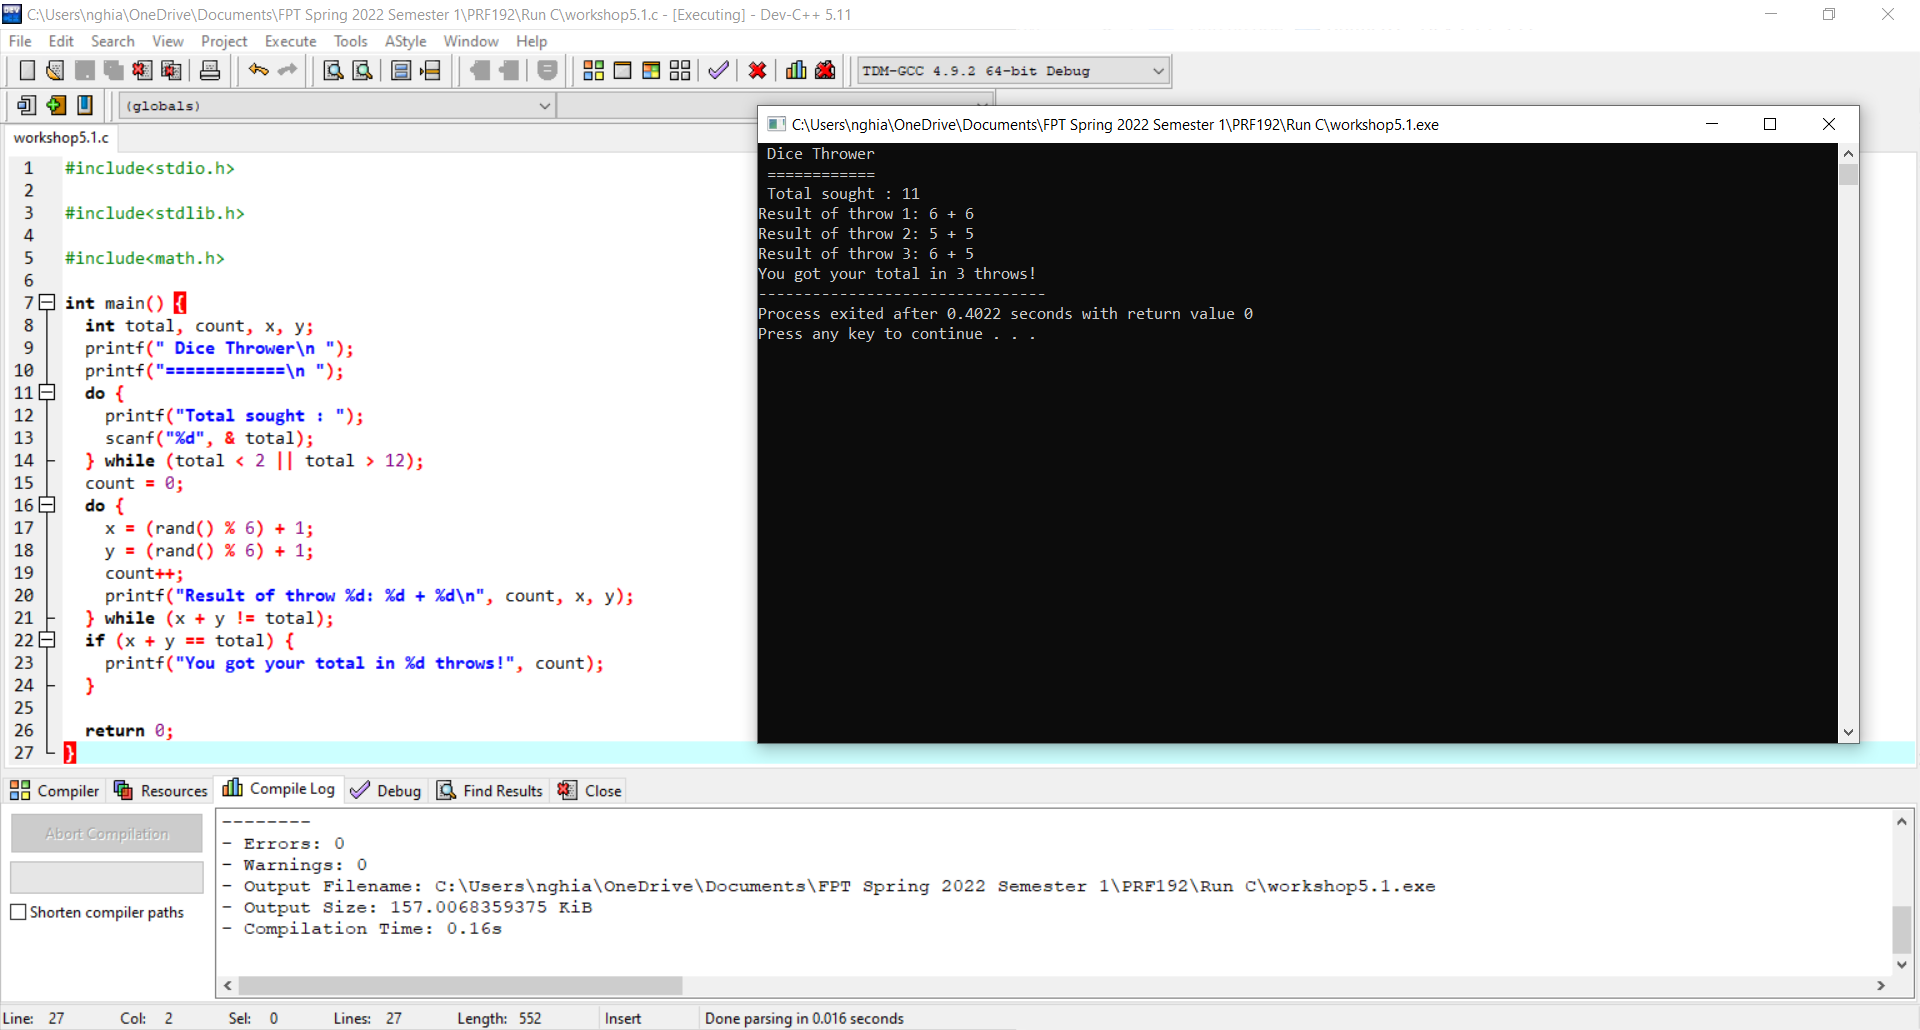 C:\Users\nghia\OneDrive\Documents\FPT Spring 2022 Semester 1\PRF192\Run C\workshop5.1.c - [Executing] - Dev-C++ 5.11
File Edit Search View Project Execute Tools AStyle Window Help
TDM-GCC 4.9.2 64-bit Debug
(globals)
workshop5.1.c
1 #include<stdio.h>
2
3 #include<stdlib.h>
4
5 #include<math.h>
6
7 int main() {
8 int total, count, x, y;
9 printf(" Dice Thrower\n ");
10 printf("============\n ");
11 do {
12 printf("Total sought : ");
13 scanf("%d", & total);
14 } while (total < 2 || total > 12);
15 count = 0;
16 do {
17 x = (rand() % 6) + 1;
18 y = (rand() % 6) + 1;
19 count++;
20 printf("Result of throw %d: %d + %d\n", count, x, y);
21 } while (x + y != total);
22 if (x + y == total) {
23 printf("You got your total in %d throws!", count);
24 }
25
26 return 0;
27 }
C:\Users\nghia\OneDrive\Documents\FPT Spring 2022 Semester 1\PRF192\Run C\workshop5.1.exe
Dice Thrower
============
Total sought : 11
Result of throw 1: 6 + 6
Result of throw 2: 5 + 5
Result of throw 3: 6 + 5
You got your total in 3 throws!
--------------------------------
Process exited after 0.4022 seconds with return value 0
Press any key to continue . . .
Compiler Resources Compile Log Debug Find Results Close
Abort Compilation
Shorten compiler paths
--------
- Errors: 0
- Warnings: 0
- Output Filename: C:\Users\nghia\OneDrive\Documents\FPT Spring 2022 Semester 1\PRF192\Run C\workshop5.1.exe
- Output Size: 157.0068359375 KiB
- Compilation Time: 0.16s
Line: 27 Col: 2 Sel: 0 Lines: 27 Length: 552 Insert Done parsing in 0.016 seconds